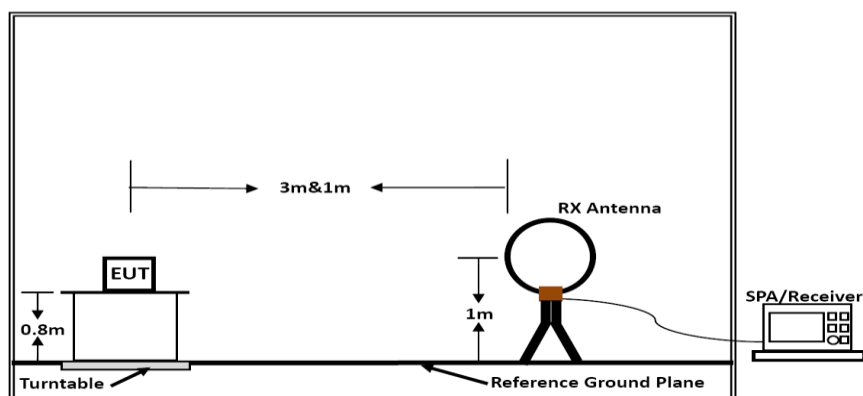 3m&1m
RX Antenna
EUT
SPA/Receiver
0.8m
1m
Turntable
Reference Ground Plane